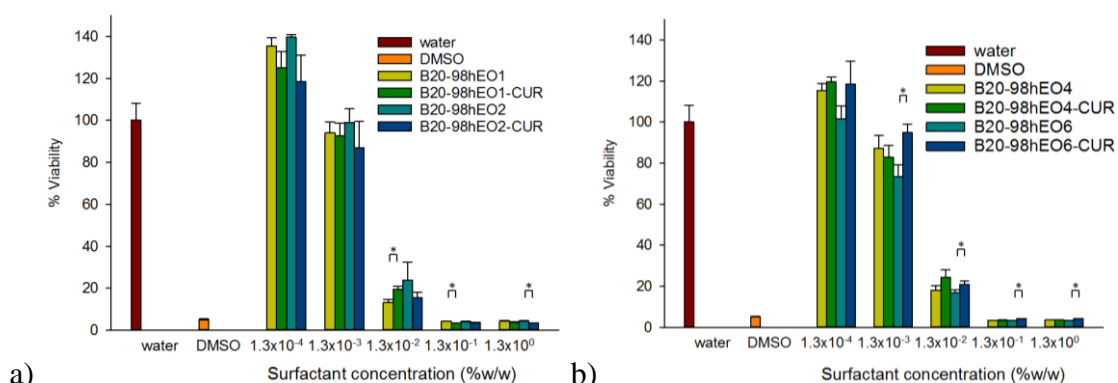 140
120
100
80
60
40
20
0
% Viability
water
DMSO
B20-98hEO1
B20-98hEO1-CUR
B20-98hEO2
B20-98hEO2-CUR
*
*
*
water DMSO 1.3x10⁻⁴ 1.3x10⁻³ 1.3x10⁻² 1.3x10⁻¹ 1.3x10⁰
Surfactant concentration (%w/w)
a)
140
120
100
80
60
40
20
0
% Viability
water
DMSO
B20-98hEO4
B20-98hEO4-CUR
B20-98hEO6
B20-98hEO6-CUR
*
*
*
*
water DMSO 1.3x10⁻⁴ 1.3x10⁻³ 1.3x10⁻² 1.3x10⁻¹ 1.3x10⁰
Surfactant concentration (%w/w)
b)